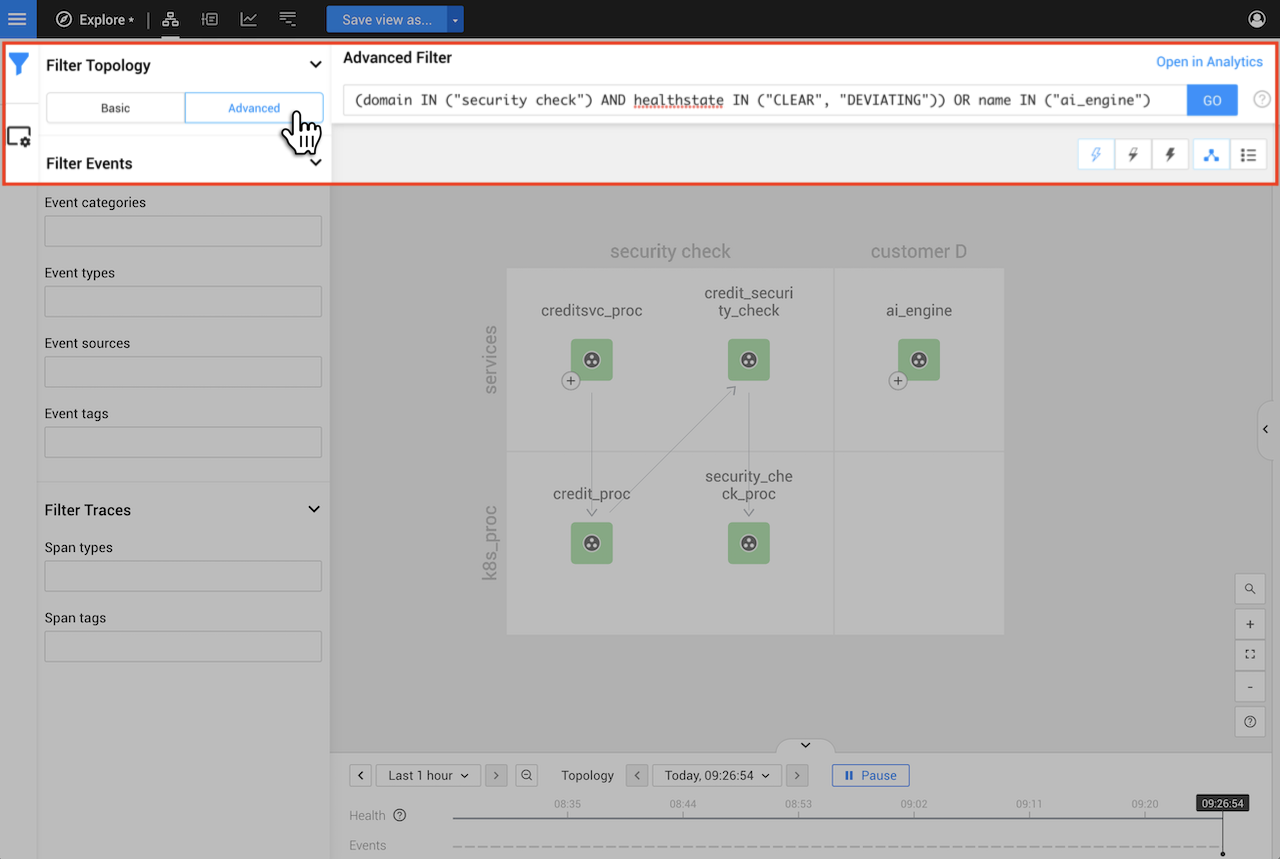 Explore *
Save view as...
Filter Topology
Basic
Advanced
Advanced Filter
Open in Analytics
(domain IN ("security check") AND healthstate IN ("CLEAR", "DEVIATING")) OR name IN ("ai_engine")
GO
?
Filter Events
Event categories
Event types
Event sources
Event tags
Filter Traces
Span types
Span tags
security check
customer D
services
k8s_proc
creditsvc_proc
credit_securi
ty_check
ai_engine
+
+
credit_proc
security_che
ck_proc
+
-
?
Last 1 hour
Topology
Today, 09:26:54
Pause
08:35
08:44
08:53
09:02
09:11
09:20
09:26:54
Health
?
Events